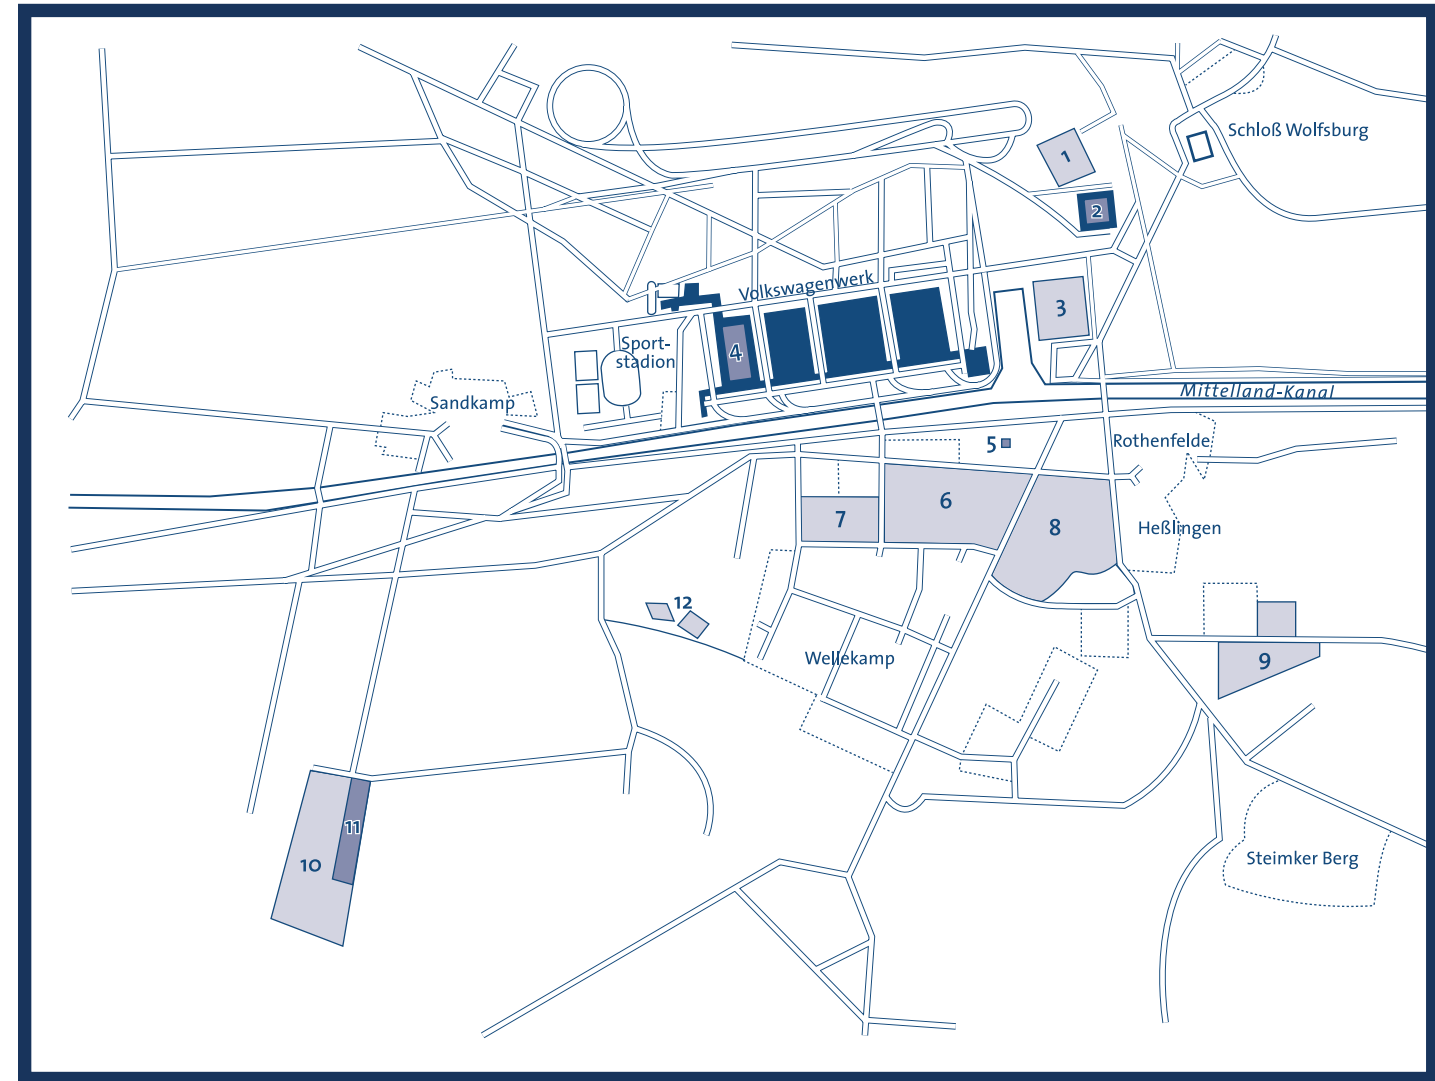 Schloß Wolfsburg
1
2
Volkswagenwerk
3
Sport-
stadion
4
Mittelland-Kanal
Sandkamp
5
Rothenfelde
6
7
8
Heßlingen
12
Wellekamp
9
11
10
Steimker Berg